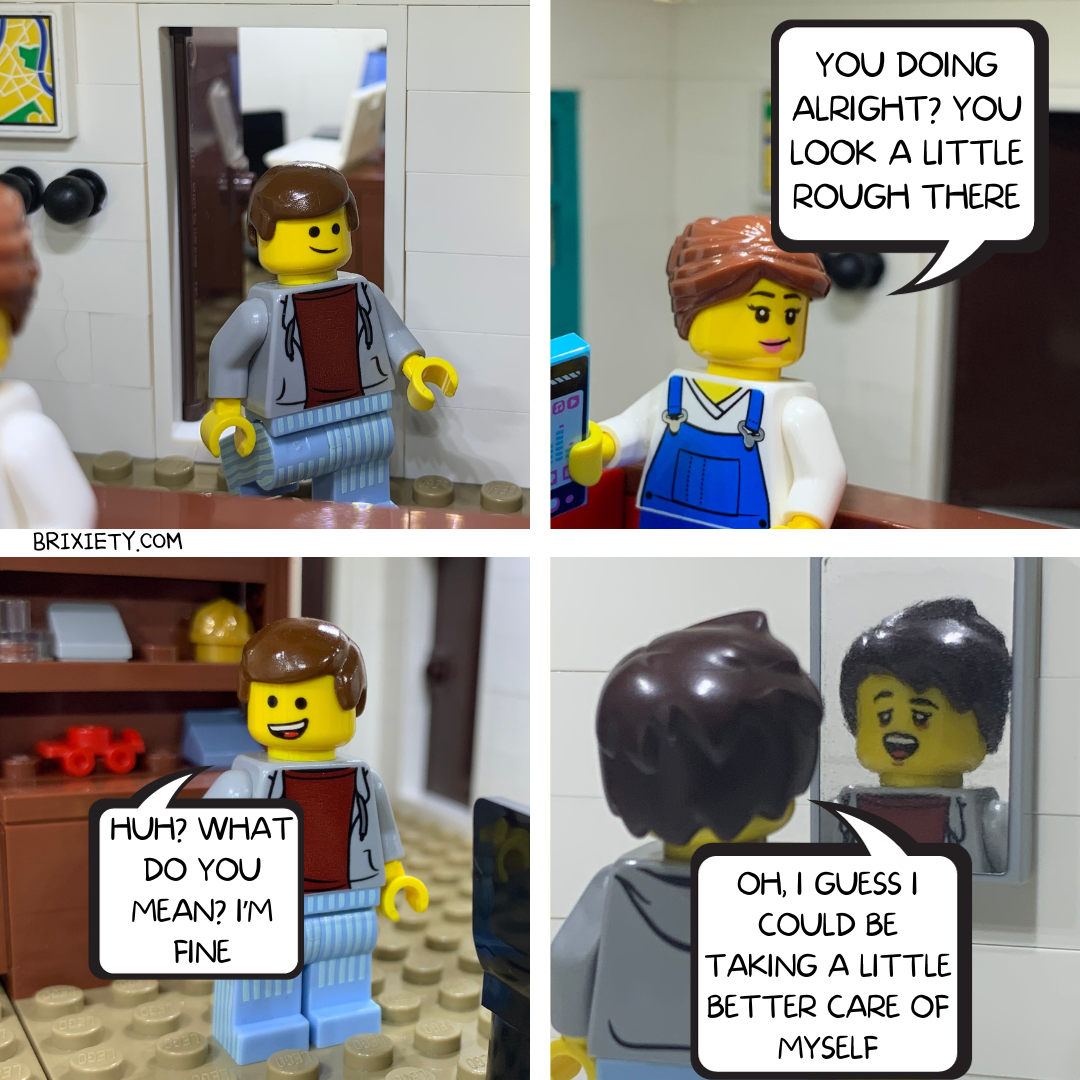 YOU DOING
ALRIGHT? YOU
LOOK A LITTLE
ROUGH THERE
BRIXIETY.COM
HUH? WHAT
DO YOU
MEAN? I'M
FINE
OH, I GUESS I
COULD BE
TAKING A LITTLE
BETTER CARE OF
MYSELF